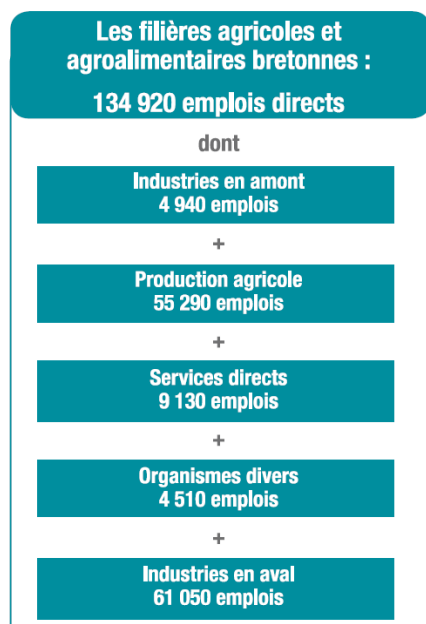 Les filières agricoles et
agroalimentaires bretonnes :
134 920 emplois directs
dont
Industries en amont
4 940 emplois
+
Production agricole
55 290 emplois
+
Services directs
9 130 emplois
+
Organismes divers
4 510 emplois
+
Industries en aval
61 050 emplois